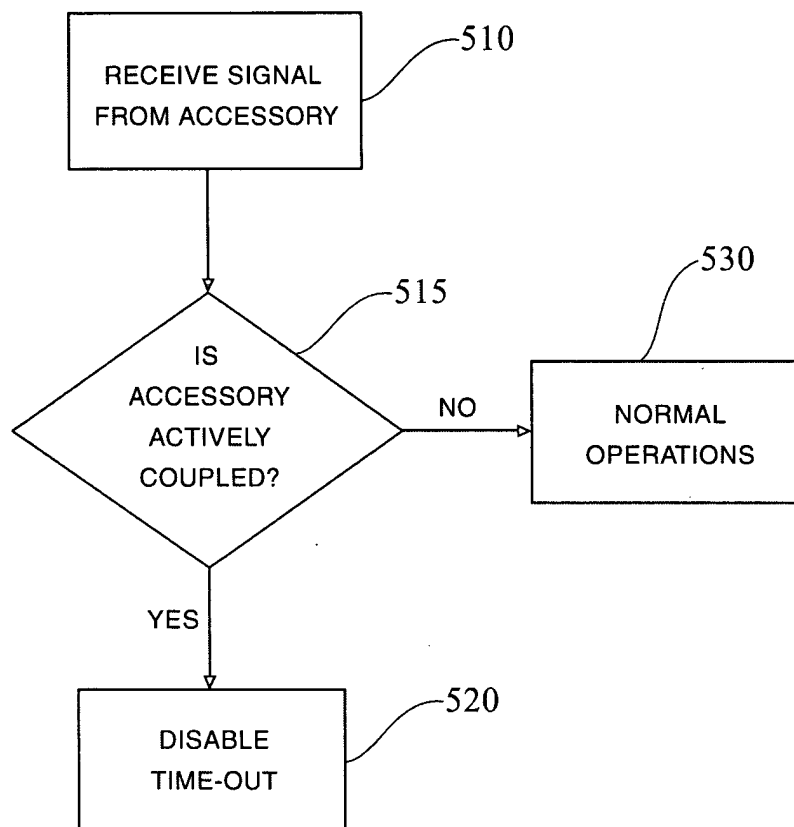 510
RECEIVE SIGNAL
FROM ACCESSORY
515
IS
ACCESSORY
ACTIVELY
COUPLED?
NO
530
NORMAL
OPERATIONS
YES
520
DISABLE
TIME-OUT